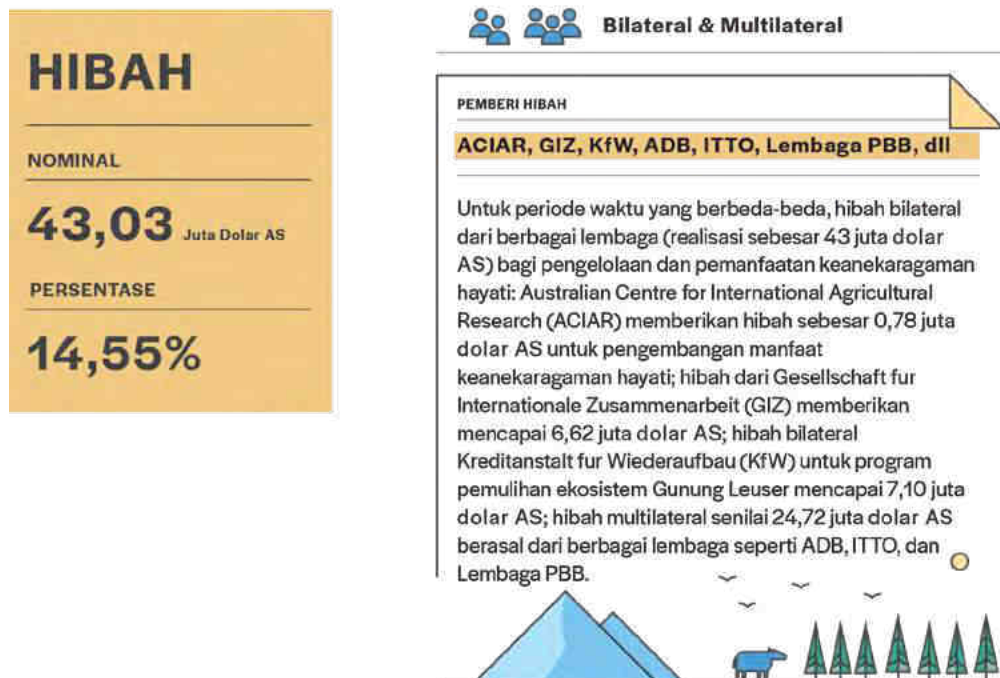 HIBAH
NOMINAL
43,03 Juta Dolar AS
PERSENTASE
14,55%
Bilateral & Multilateral
PEMBERI HIBAH
ACIAR, GIZ, KfW, ADB, ITTO, Lembaga PBB, dll
Untuk periode waktu yang berbeda-beda, hibah bilateral
dari berbagai lembaga (realisasi sebesar 43 juta dolar
AS) bagi pengelolaan dan pemanfaatan keanekaragaman
hayati: Australian Centre for International Agricultural
Research (ACIAR) memberikan hibah sebesar 0,78 juta
dolar AS untuk pengembangan manfaat
keanekaragaman hayati; hibah dari Gesellschaft fur
Internationale Zusammenarbeit (GIZ) memberikan
mencapai 6,62 juta dolar AS; hibah bilateral
Kreditanstalt fur Wiederaufbau (KfW) untuk program
pemulihan ekosistem Gunung Leuser mencapai 7,10 juta
dolar AS; hibah multilateral senilai 24,72 juta dolar AS
berasal dari berbagai lembaga seperti ADB, ITTO, dan
Lembaga PBB.